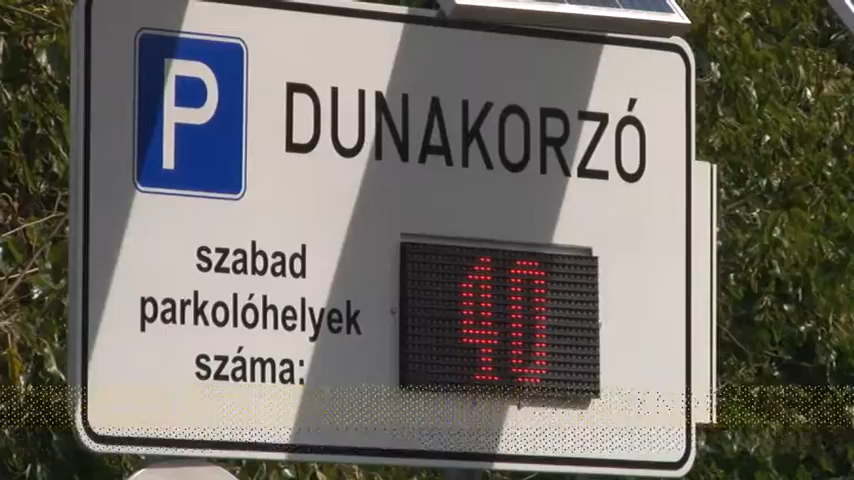 P
DUNAKORZÓ
szabad
parkolóhelyek
száma:
40